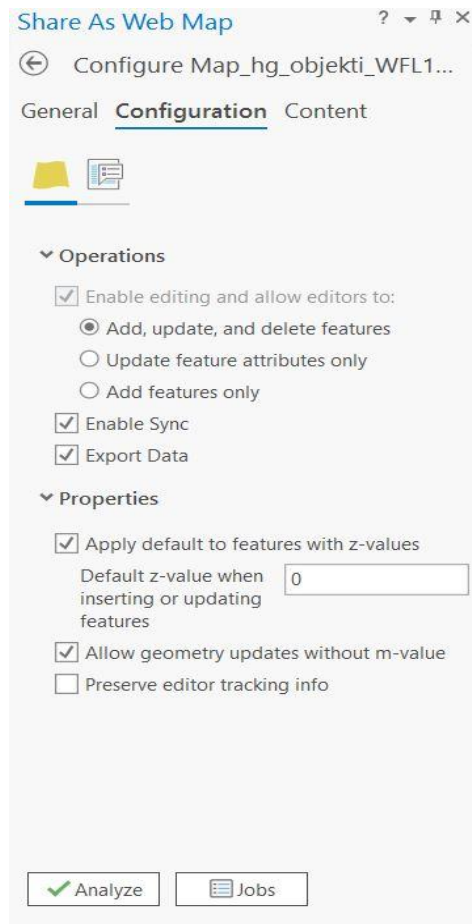 Share As Web Map
?
Configure Map_hg_objekti_WFL1...
General Configuration Content
Operations
Enable editing and allow editors to:
Add, update, and delete features
Update feature attributes only
Add features only
Enable Sync
Export Data
Properties
Apply default to features with z-values
Default z-value when 0
inserting or updating
features
Allow geometry updates without m-value
Preserve editor tracking info
Analyze Jobs